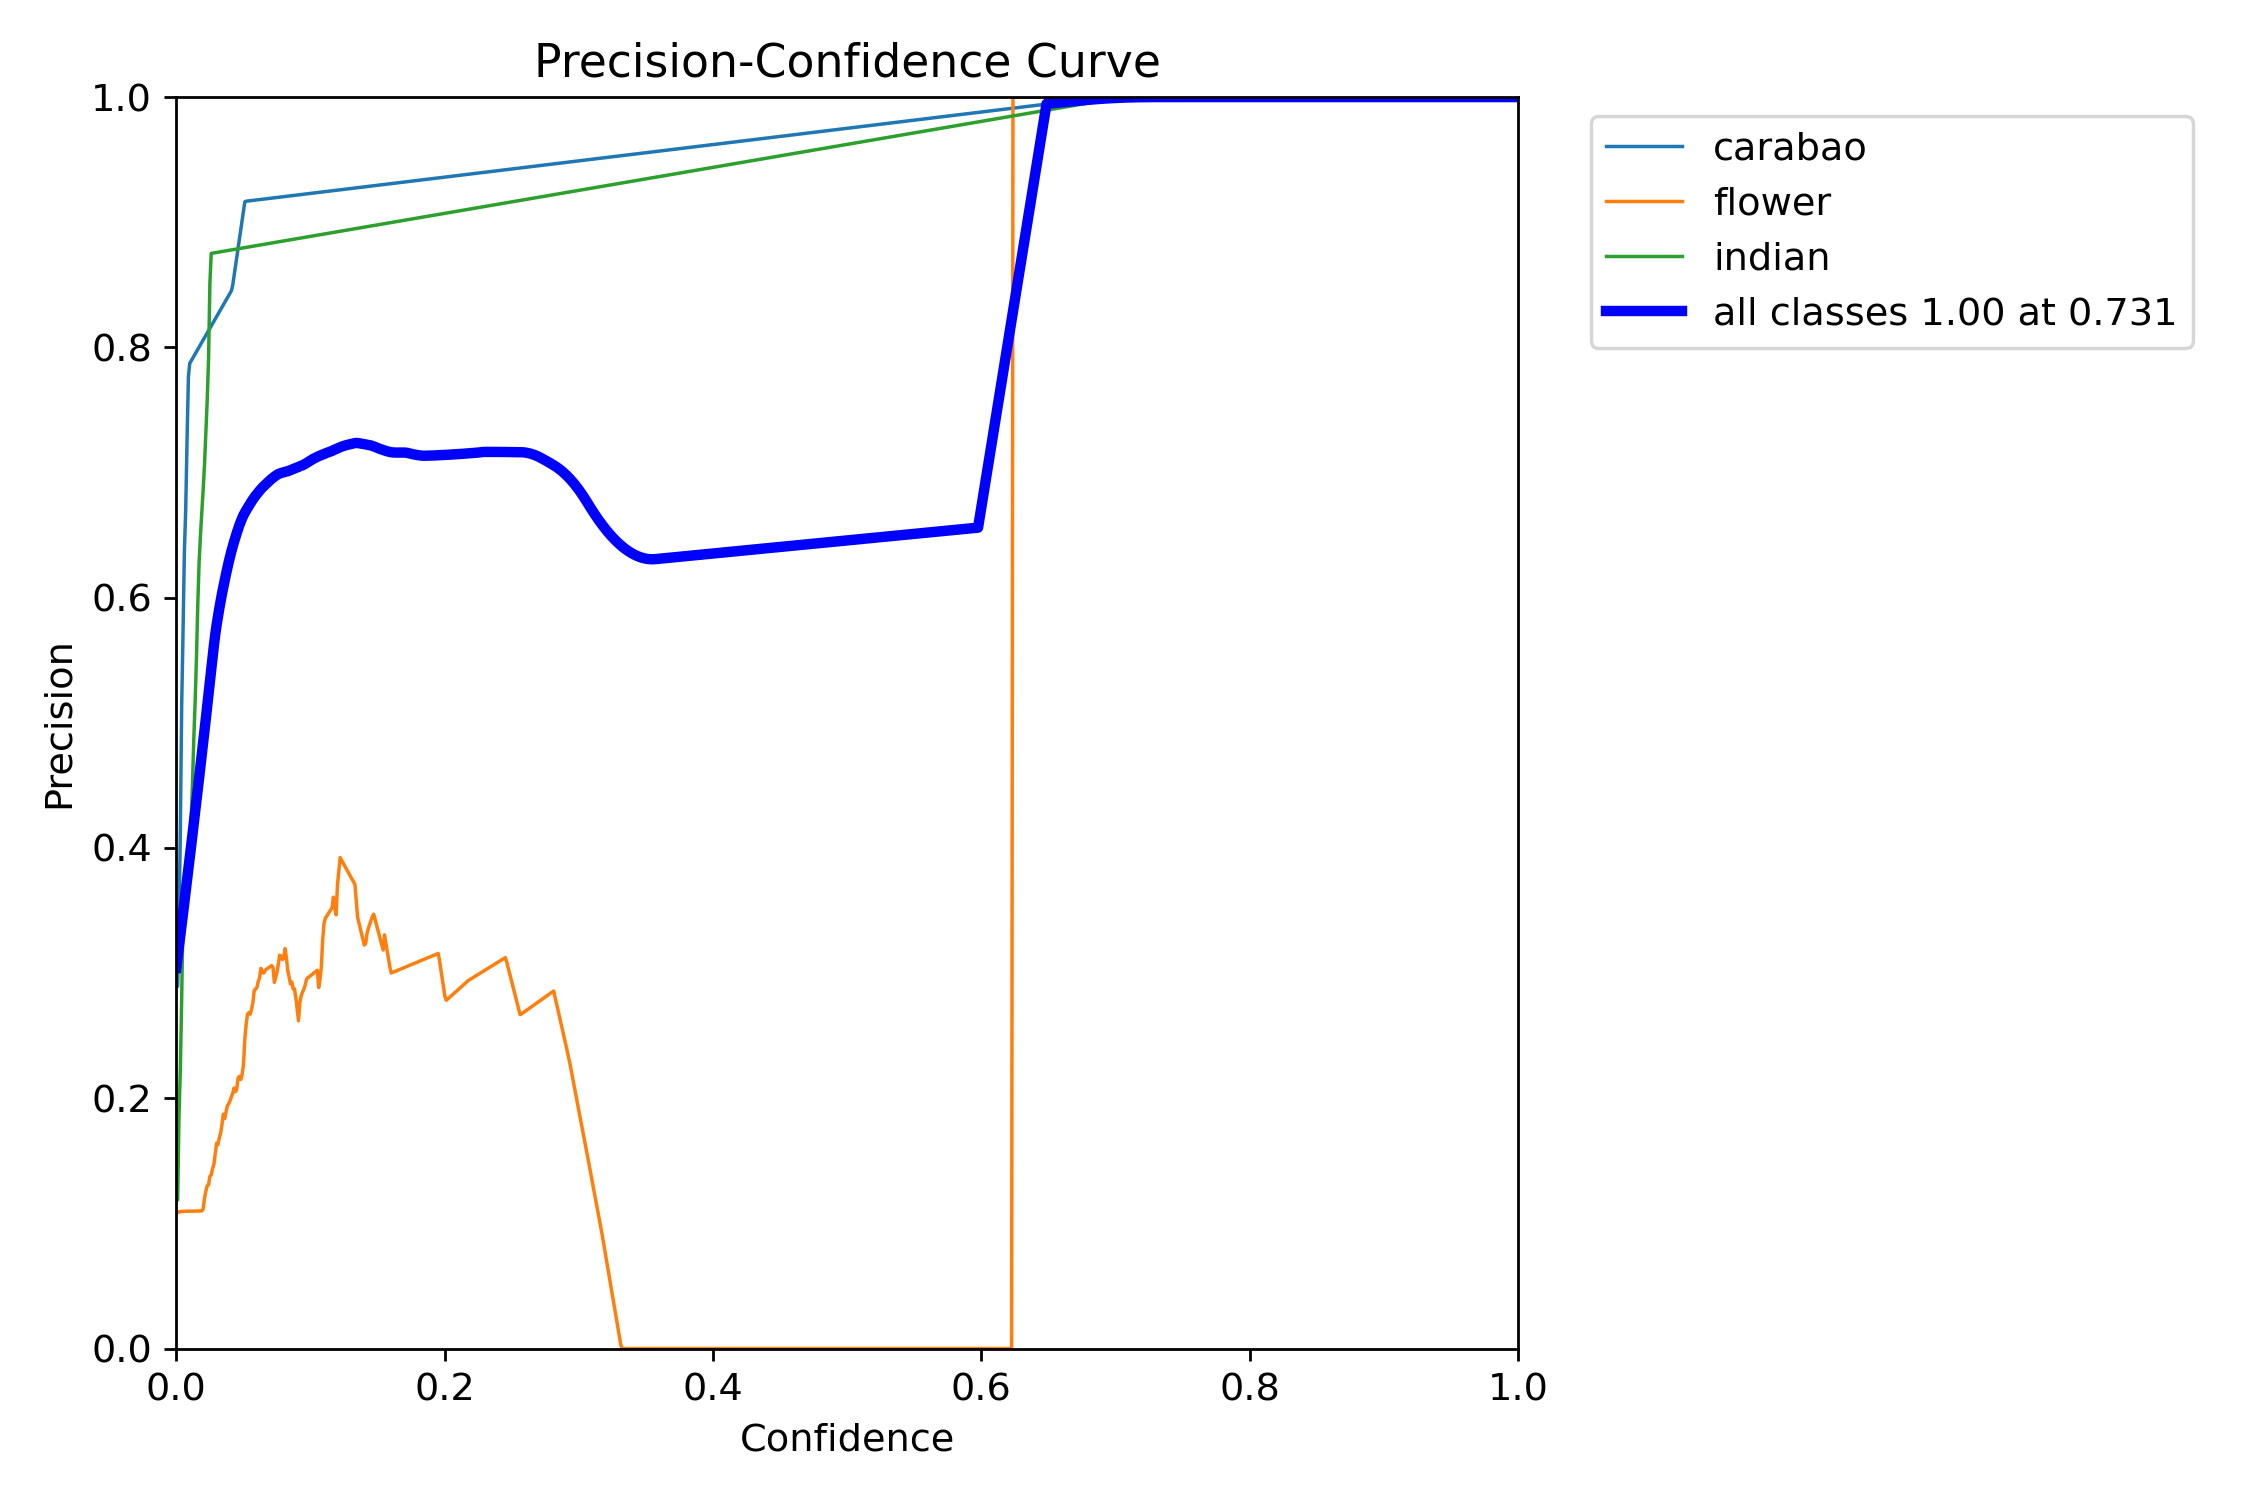 Precision-Confidence Curve
1.0
0.8
0.6
0.4
0.2
0.0
Precision
0.0 0.2 0.4 0.6 0.8 1.0
Confidence
carabao
flower
indian
all classes 1.00 at 0.731